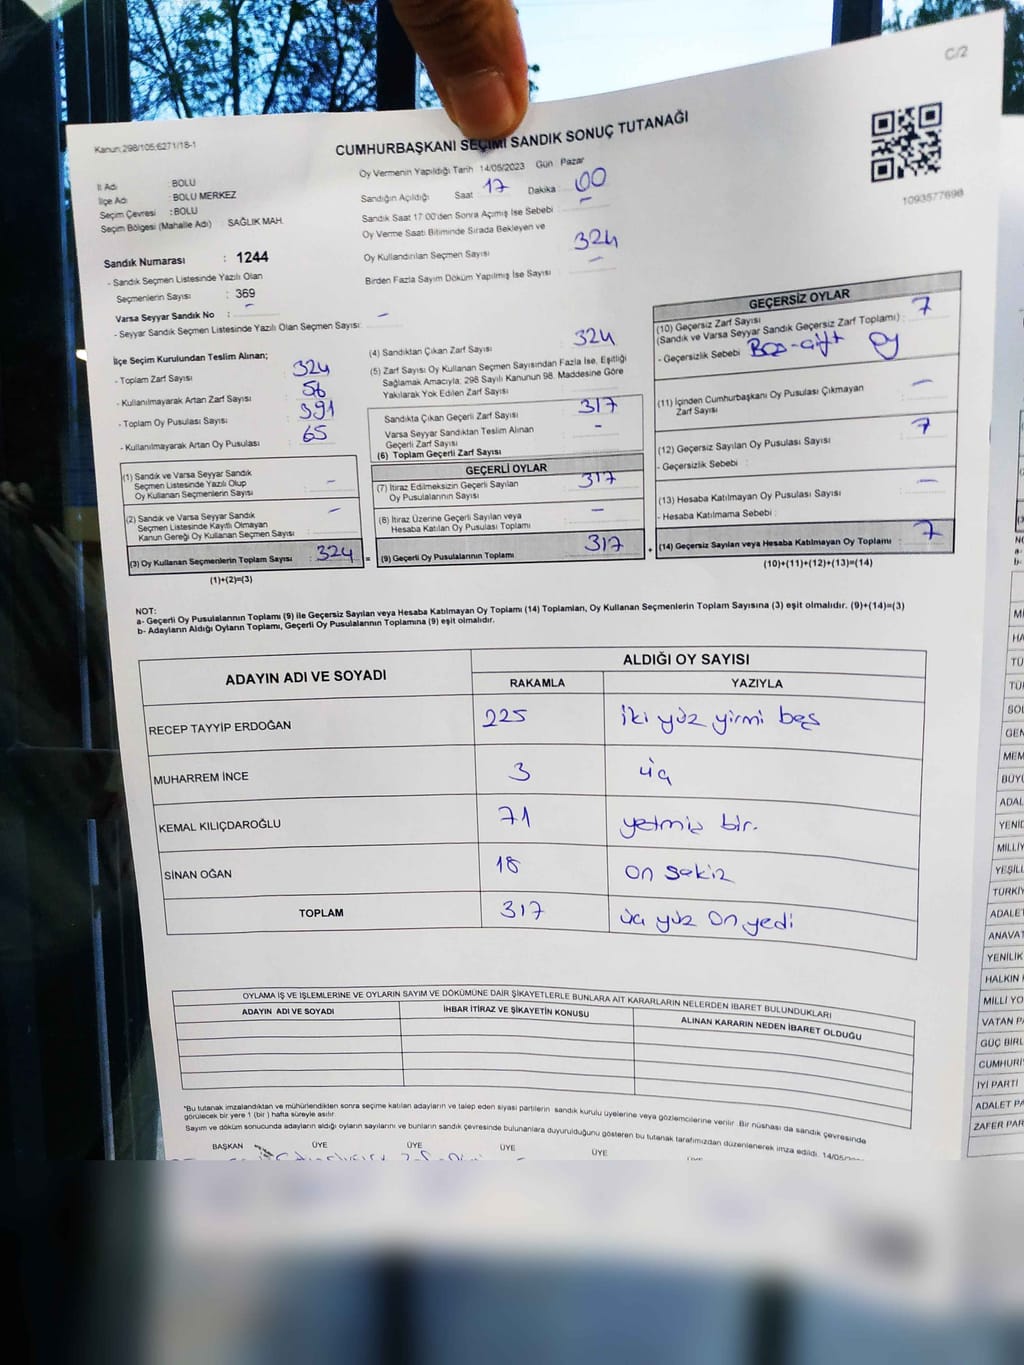 C/2
Kanun:298/105;6271/18-1
CUMHURBAŞKANI SEÇİMİ SANDIK SONUÇ TUTANAĞI
1093577698
İl Adı : BOLU
İlçe Adı : BOLU MERKEZ
Seçim Çevresi : BOLU
Seçim Bölgesi (Mahalle Adı) : SAĞLIK MAH.
Sandık Numarası : 1244
- Sandık Seçmen Listesinde Yazılı Olan
Seçmenlerin Sayısı : 369
Varsa Seyyar Sandık No : -
- Seyyar Sandık Seçmen Listesinde Yazılı Olan Seçmen Sayısı: -
Oy Vermenin Yapıldığı Tarih 14/05/2023 Gün Pazar
Sandığın Açıldığı Saat 17 Dakika 00
Sandık Saat 17:00'den Sonra Açımış İse Sebebi -
Oy Verme Saati Bitiminde Sırada Bekleyen ve
Oy Kullandırılan Seçmen Sayısı 324
Birden Fazla Sayım Döküm Yapılmış İse Sayısı -
İlçe Seçim Kurulundan Teslim Alınan;
- Toplam Zarf Sayısı : 324
- Kullanılmayarak Artan Zarf Sayısı : 56
- Toplam Oy Pusulası Sayısı : 391
- Kullanılmayarak Artan Oy Pusulası : 65
(1) Sandık ve Varsa Seyyar Sandık
Seçmen Listesinde Yazılı Olup
Oy Kullanan Seçmenlerin Sayısı : -
(2) Sandık ve Varsa Seyyar Sandık
Seçmen Listesinde Kayıtlı Olmayan
Kanun Gereği Oy Kullanan Seçmen Sayısı : -
(3) Oy Kullanan Seçmenlerin Toplam Sayısı : 324 =
(1)+(2)=(3)
(4) Sandıktan Çıkan Zarf Sayısı : 324
(5) Zarf Sayısı Oy Kullanan Seçmen Sayısından Fazla İse, Eşitliği
Sağlamak Amacıyla, 298 Sayılı Kanunun 98. Maddesine Göre
Yakılarak Yok Edilen Zarf Sayısı
Sandıkta Çıkan Geçerli Zarf Sayısı : 317
Varsa Seyyar Sandıktan Teslim Alınan
Geçerli Zarf Sayısı : -
(6) Toplam Geçerli Zarf Sayısı
GEÇERLİ OYLAR
(7) İtiraz Edilmeksizin Geçerli Sayılan
Oy Pusulalarının Sayısı : 317
(8) İtiraz Üzerine Geçerli Sayılan veya
Hesaba Katılan Oy Pusulası Toplamı : -
(9) Geçerli Oy Pusulalarının Toplamı : 317 +
GEÇERSİZ OYLAR
(10) Geçersiz Zarf Sayısı
(Sandık ve Varsa Seyyar Sandık Geçersiz Zarf Toplamı) : 7
- Geçersizlik Sebebi : Boş-çift oy
(11) İçinden Cumhurbaşkanı Oy Pusulası Çıkmayan
Zarf Sayısı : -
(12) Geçersiz Sayılan Oy Pusulası Sayısı : 7
- Geçersizlik Sebebi :
(13) Hesaba Katılmayan Oy Pusulası Sayısı : -
- Hesaba Katılmama Sebebi :
(14) Geçersiz Sayılan veya Hesaba Katılmayan Oy Toplamı : 7
(10)+(11)+(12)+(13)=(14)
NOT:
a- Geçerli Oy Pusulalarının Toplamı (9) ile Geçersiz Sayılan veya Hesaba Katılmayan Oy Toplamı (14) Toplamları, Oy Kullanan Seçmenlerin Toplam Sayısına (3) eşit olmalıdır. (9)+(14)=(3)
b- Adayların Aldığı Oyların Toplamı, Geçerli Oy Pusulalarının Toplamına (9) eşit olmalıdır.
ADAYIN ADI VE SOYADI
ALDIĞI OY SAYISI
RAKAMLA YAZIYLA
RECEP TAYYİP ERDOĞAN 225 iki yüz yirmi beş
MUHARREM İNCE 3 üç
KEMAL KILIÇDAROĞLU 71 yetmiş bir.
SİNAN OĞAN 18 on sekiz
TOPLAM 317 üç yüz on yedi
OYLAMA İŞ VE İŞLEMLERİNE VE OYLARIN SAYIM VE DÖKÜMÜNE DAİR ŞİKAYETLERLE BUNLARA AİT KARARLARIN NELERDEN İBARET BULUNDUKLARI
ADAYIN ADI VE SOYADI İHBAR İTİRAZ VE ŞİKAYETİN KONUSU ALINAN KARARIN NEDEN İBARET OLDUĞU
*Bu tutanak imzalandıktan ve mühürlendikten sonra seçime katılan adayların ve talep eden siyasi partilerin sandık kurulu üyelerine veya gözlemcilerine verilir. Bir nüshası da sandık çevresinde
görülecek bir yere 1 (bir ) hafta süreyle asılır.
Sayım ve döküm sonucunda adayların aldığı oyların sayılarını ve bunların sandık çevresinde bulunanlara duyurulduğunu gösteren bu tutanak tarafımızdan düzenlenerek imza edildi. 14/05/
BAŞKAN ÜYE ÜYE ÜYE ÜYE ÜYE
Mİ
HA
TÜ
TÜR
SOL
GEN
MEM
BÜYÜ
ADAL
YENİD
MİLLİY
YEŞİLL
TÜRKİY
ADALET
ANAVAT
YENİLİK
HALKIN
MİLLİ YO
VATAN P
GÜÇ BİRL
CUMHURİ
İYİ PARTİ
ADALET PA
ZAFER PAR